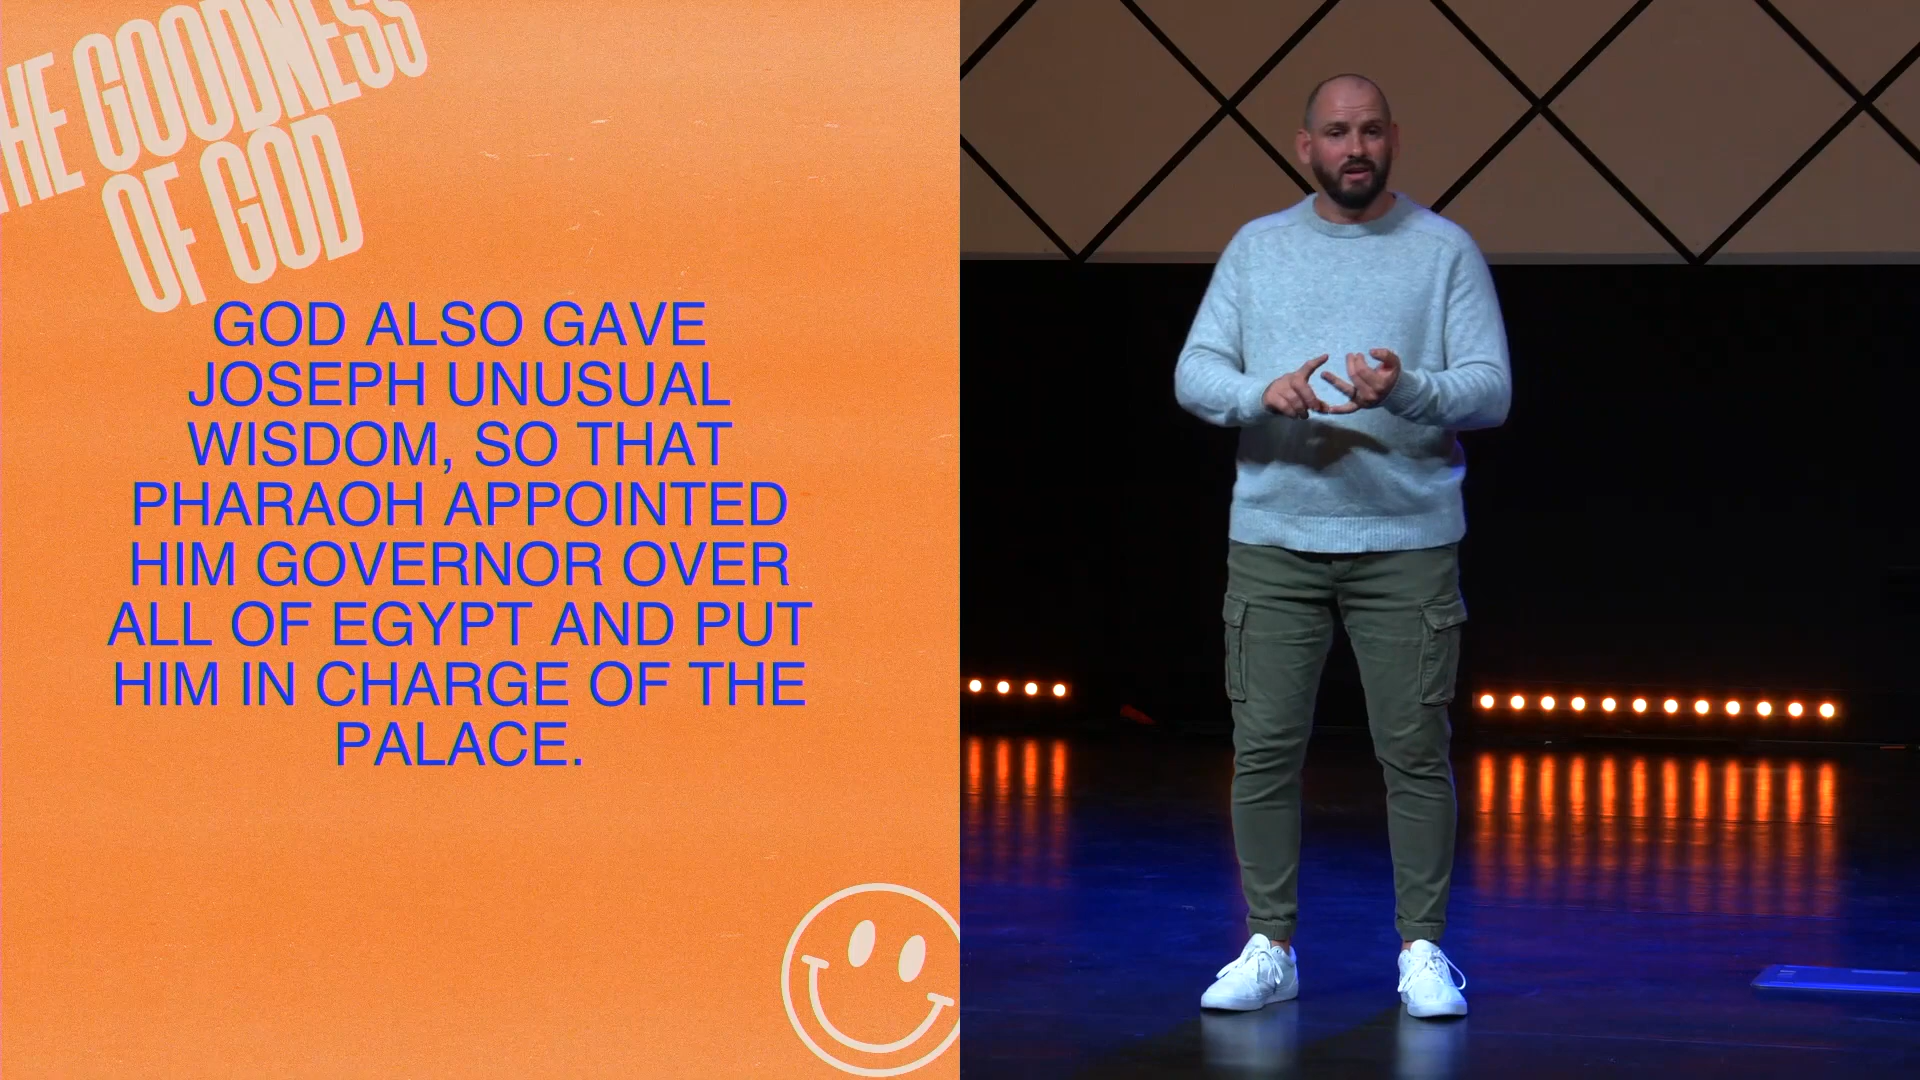 THE GOODNESS
OF GOD
GOD ALSO GAVE
JOSEPH UNUSUAL
WISDOM, SO THAT
PHARAOH APPOINTED
HIM GOVERNOR OVER
ALL OF EGYPT AND PUT
HIM IN CHARGE OF THE
PALACE.